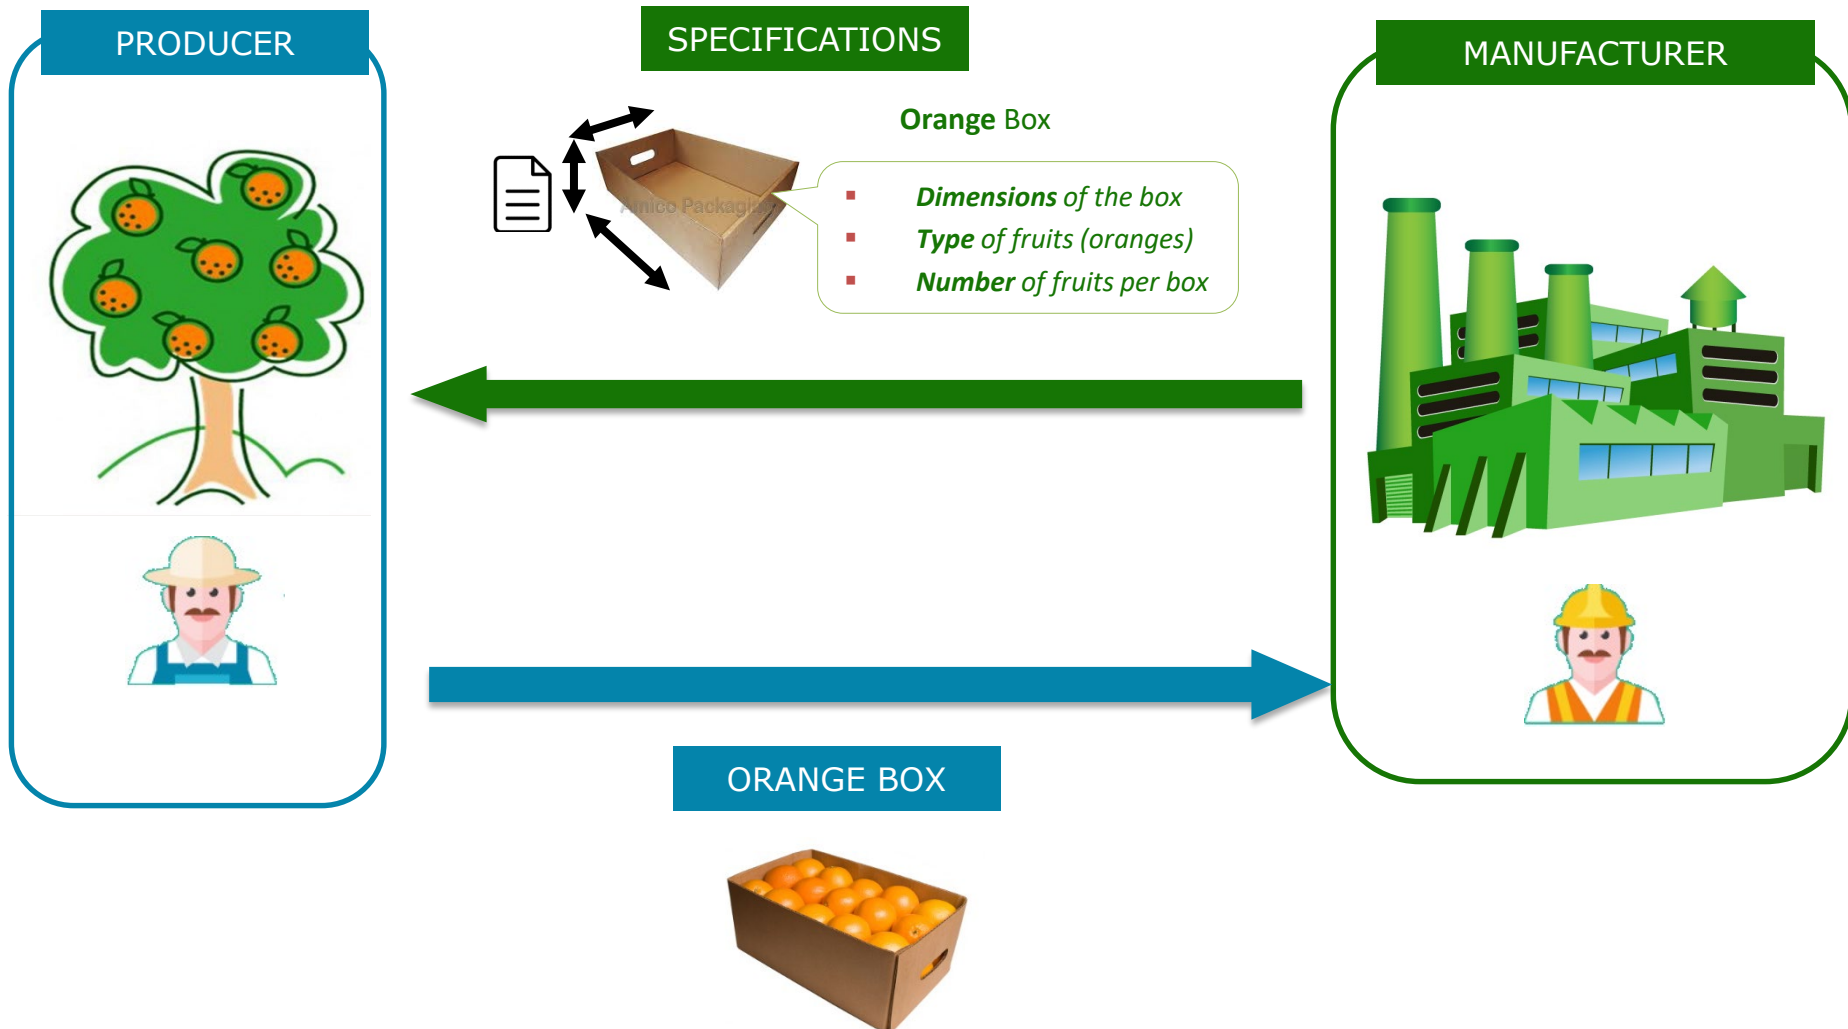 PRODUCER
SPECIFICATIONS
MANUFACTURER
Orange Box
Dimensions of the box
Type of fruits (oranges)
Number of fruits per box
ORANGE BOX